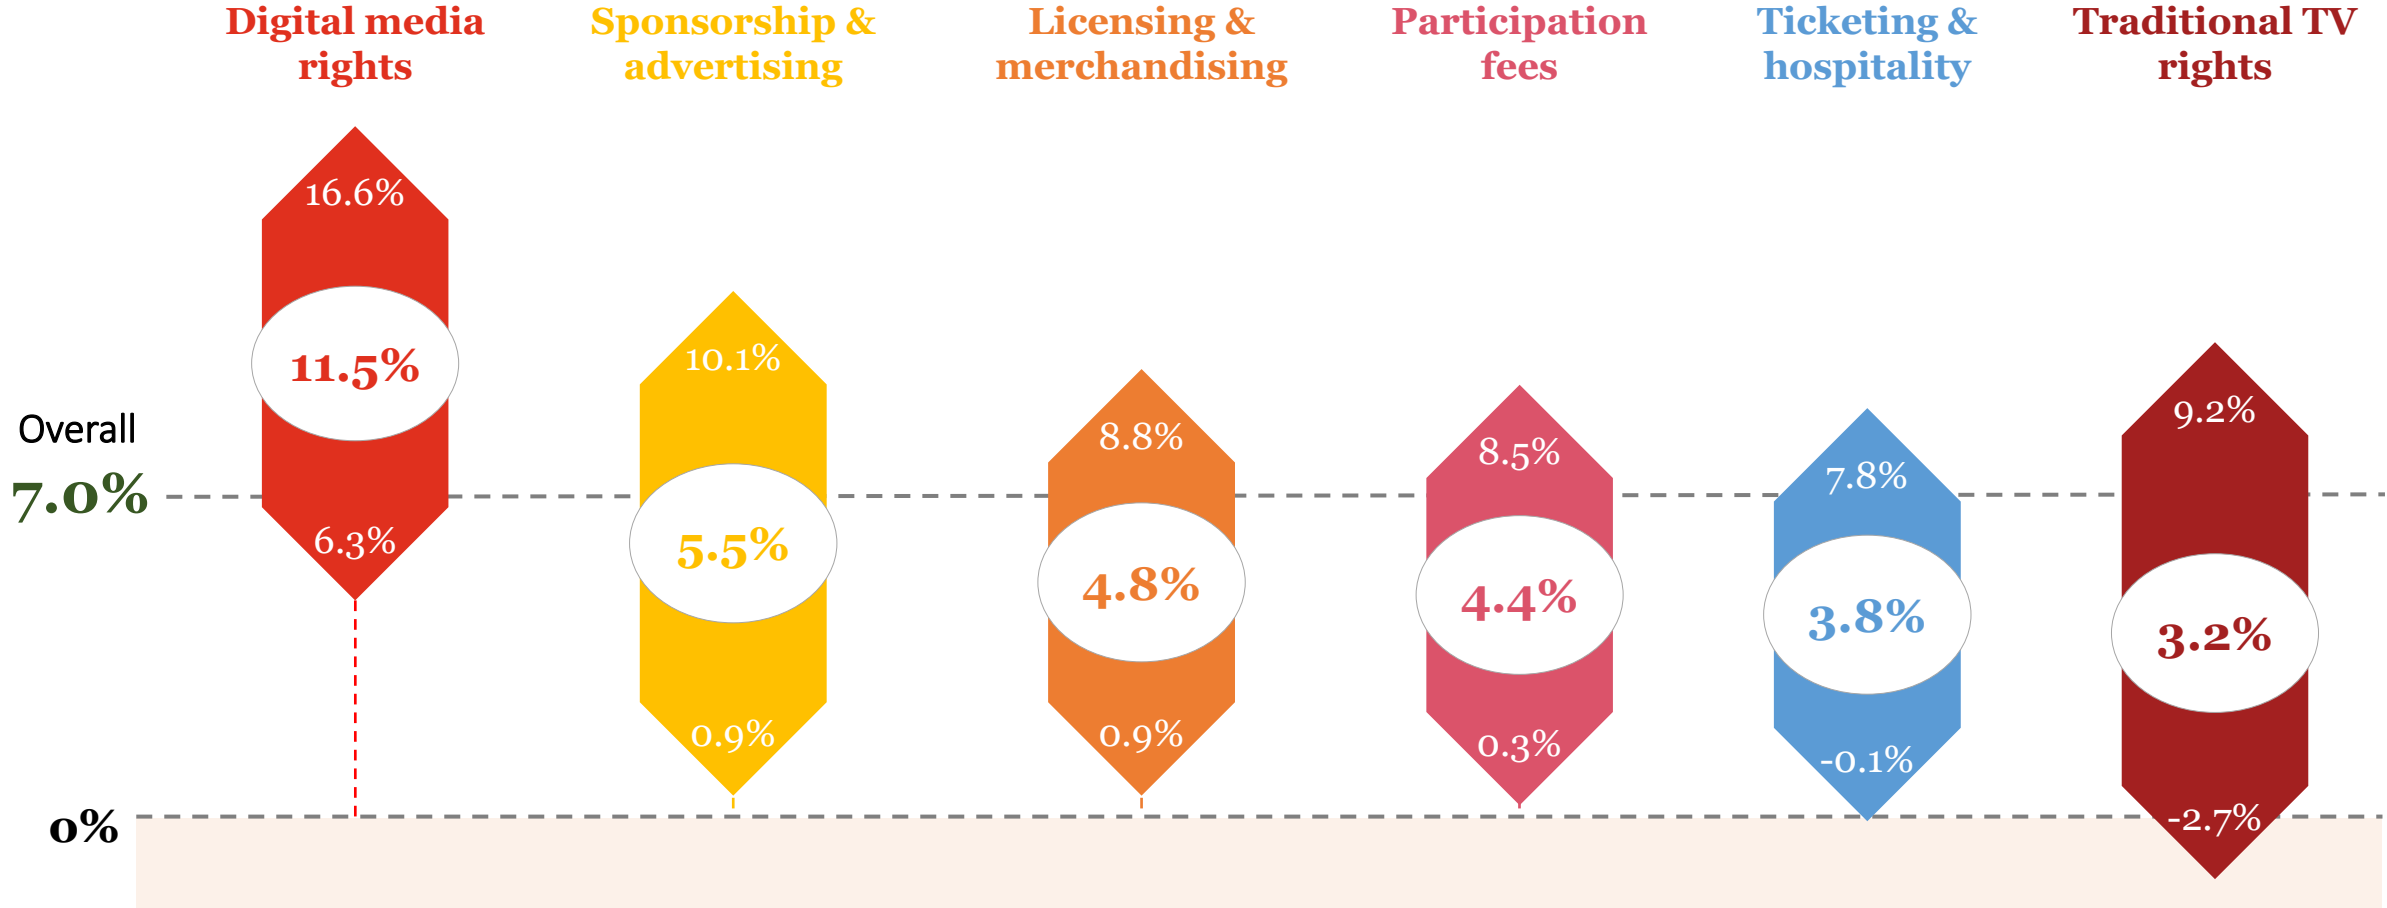 Digital media
rights
Sponsorship &
advertising
Licensing &
merchandising
Participation
fees
Ticketing &
hospitality
Traditional TV
rights
16.6%
11.5%
6.3%
10.1%
5.5%
0.9%
8.8%
4.8%
0.9%
8.5%
4.4%
0.3%
7.8%
3.8%
-0.1%
9.2%
3.2%
-2.7%
Overall
7.0%
0%